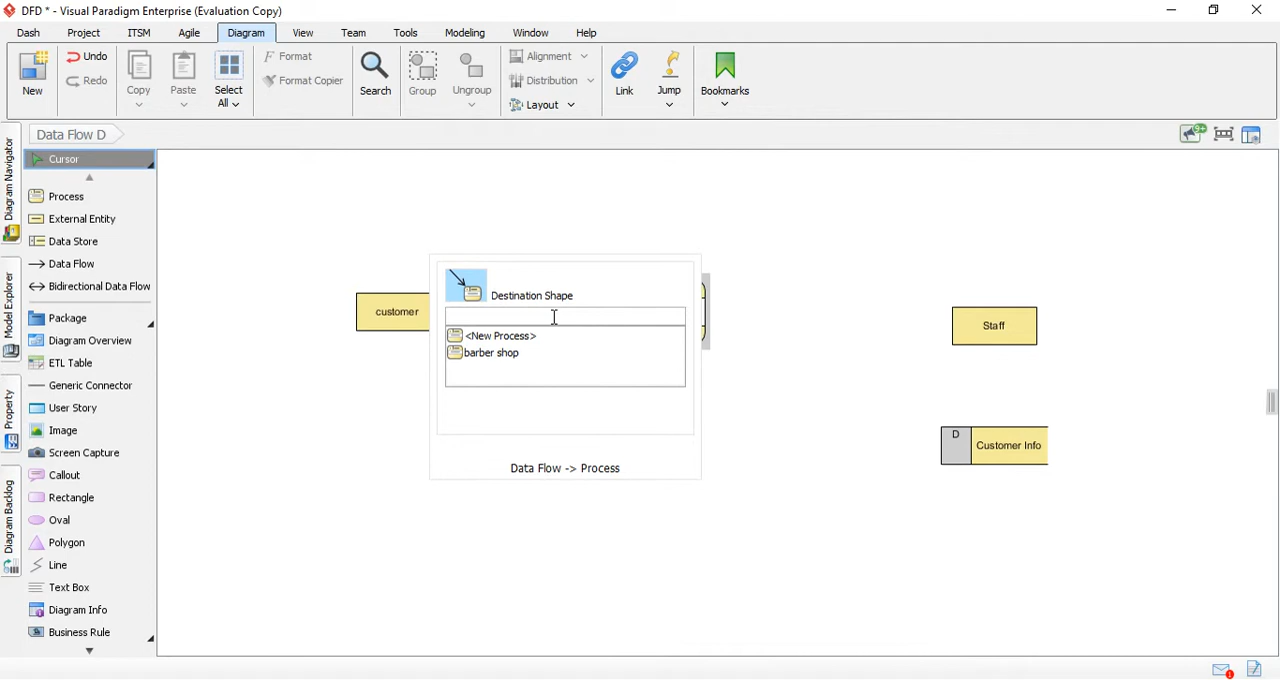 DFD * - Visual Paradigm Enterprise (Evaluation Copy)
Dash Project ITSM Agile Diagram View Team Tools Modeling Window Help
New
Undo
Redo
Copy
Paste
Select
All
Format
Format Copier
Search
Group
Ungroup
Alignment
Distribution
Layout
Link
Jump
Bookmarks
Data Flow D
9+
Diagram Navigator
Model Explorer
Property
Diagram Backlog
Cursor
Process
External Entity
Data Store
Data Flow
Bidirectional Data Flow
Package
Diagram Overview
ETL Table
Generic Connector
User Story
Image
Screen Capture
Callout
Rectangle
Oval
Polygon
Line
Text Box
Diagram Info
Business Rule
customer
Destination Shape
<New Process>
barber shop
Data Flow -> Process
Staff
D
Customer Info
1